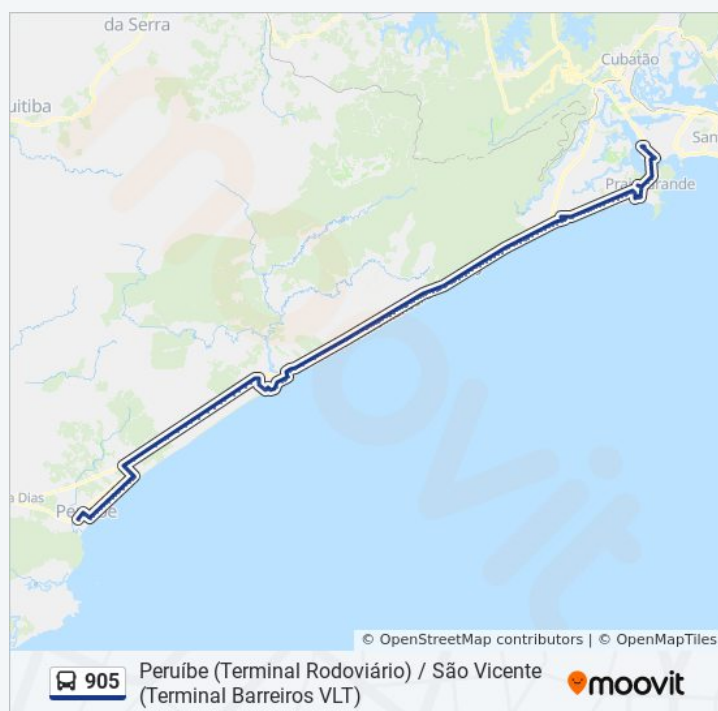 da Serra
Cubatão
uitiba
San
Praia Grande
a Dias
Peruíbe
moovit
© OpenStreetMap contributors | © OpenMapTiles
905
Peruíbe (Terminal Rodoviário) / São Vicente
(Terminal Barreiros VLT)
moovit